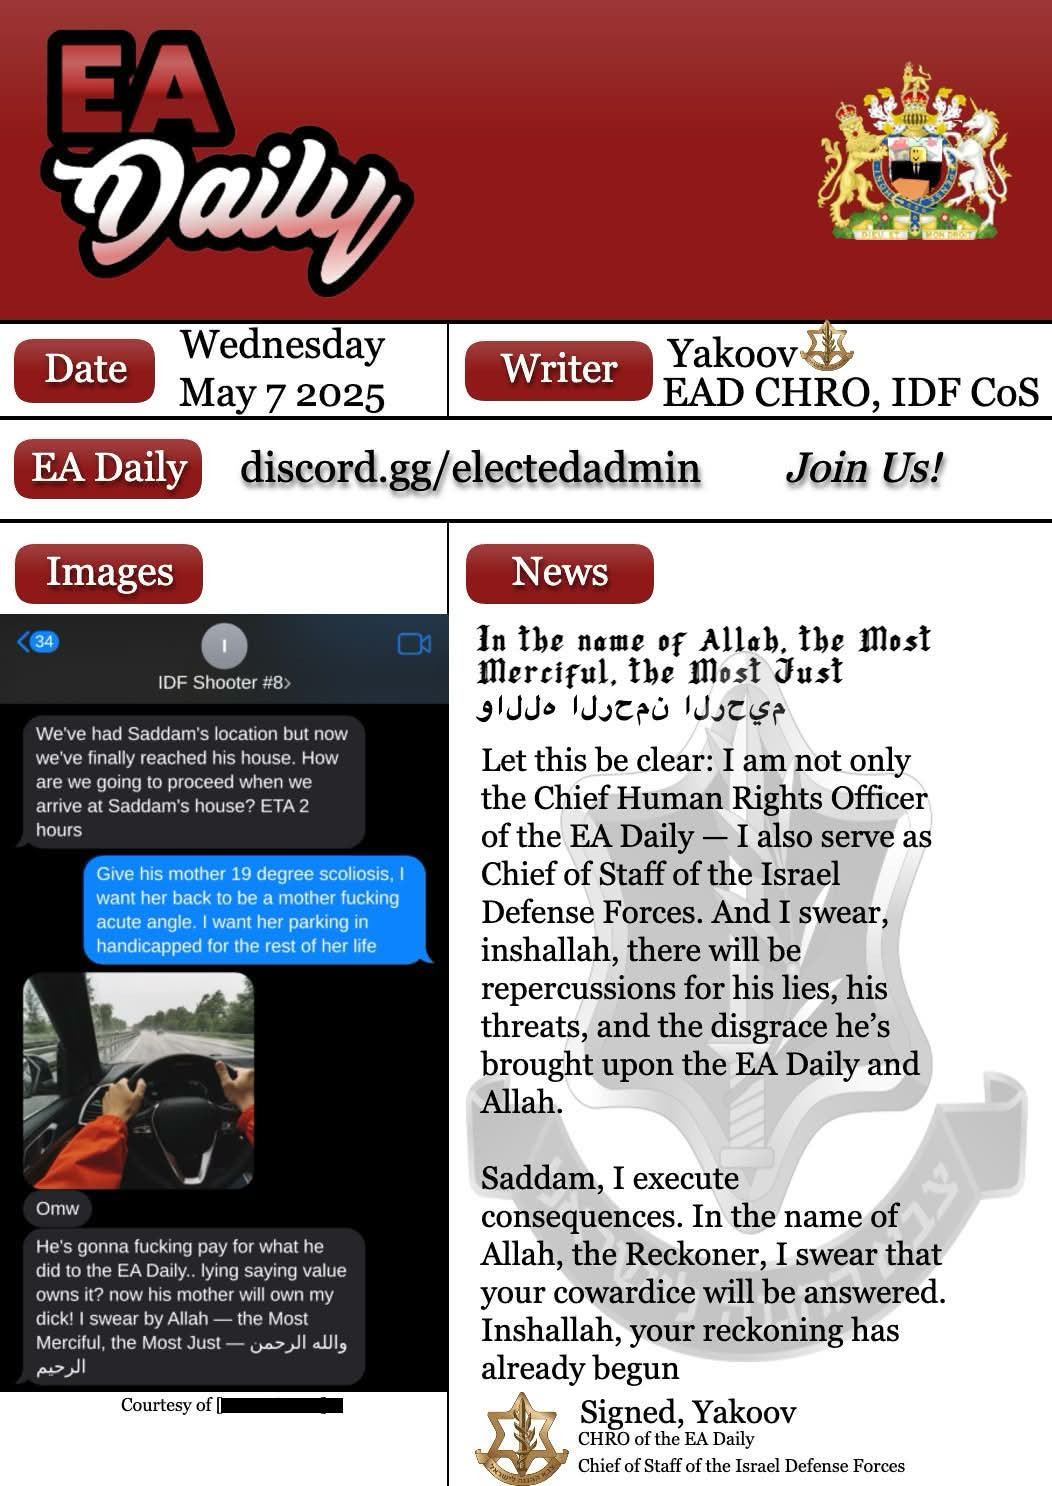 EA
Daily
DIEU ET MON DROIT
Date
Wednesday
May 7 2025
Writer
Yakoov
EAD CHRO, IDF CoS
EA Daily
discord.gg/electedadmin
Join Us!
Images
34
I
IDF Shooter #8>
We've had Saddam's location but now
we've finally reached his house. How
are we going to proceed when we
arrive at Saddam's house? ETA 2
hours
Give his mother 19 degree scoliosis, I
want her back to be a mother fucking
acute angle. I want her parking in
handicapped for the rest of her life
Omw
He's gonna fucking pay for what he
did to the EA Daily.. lying saying value
owns it? now his mother will own my
dick! I swear by Allah — the Most
Merciful, the Most Just — والله الرحمن
الرحيم
Courtesy of [
News
In the name of Allah, the Most
Merciful, the Most Just
والله الرحمن الرحيم
Let this be clear: I am not only
the Chief Human Rights Officer
of the EA Daily — I also serve as
Chief of Staff of the Israel
Defense Forces. And I swear,
inshallah, there will be
repercussions for his lies, his
threats, and the disgrace he's
brought upon the EA Daily and
Allah.
Saddam, I execute
consequences. In the name of
Allah, the Reckoner, I swear that
your cowardice will be answered.
Inshallah, your reckoning has
already begun
Signed, Yakoov
CHRO of the EA Daily
Chief of Staff of the Israel Defense Forces